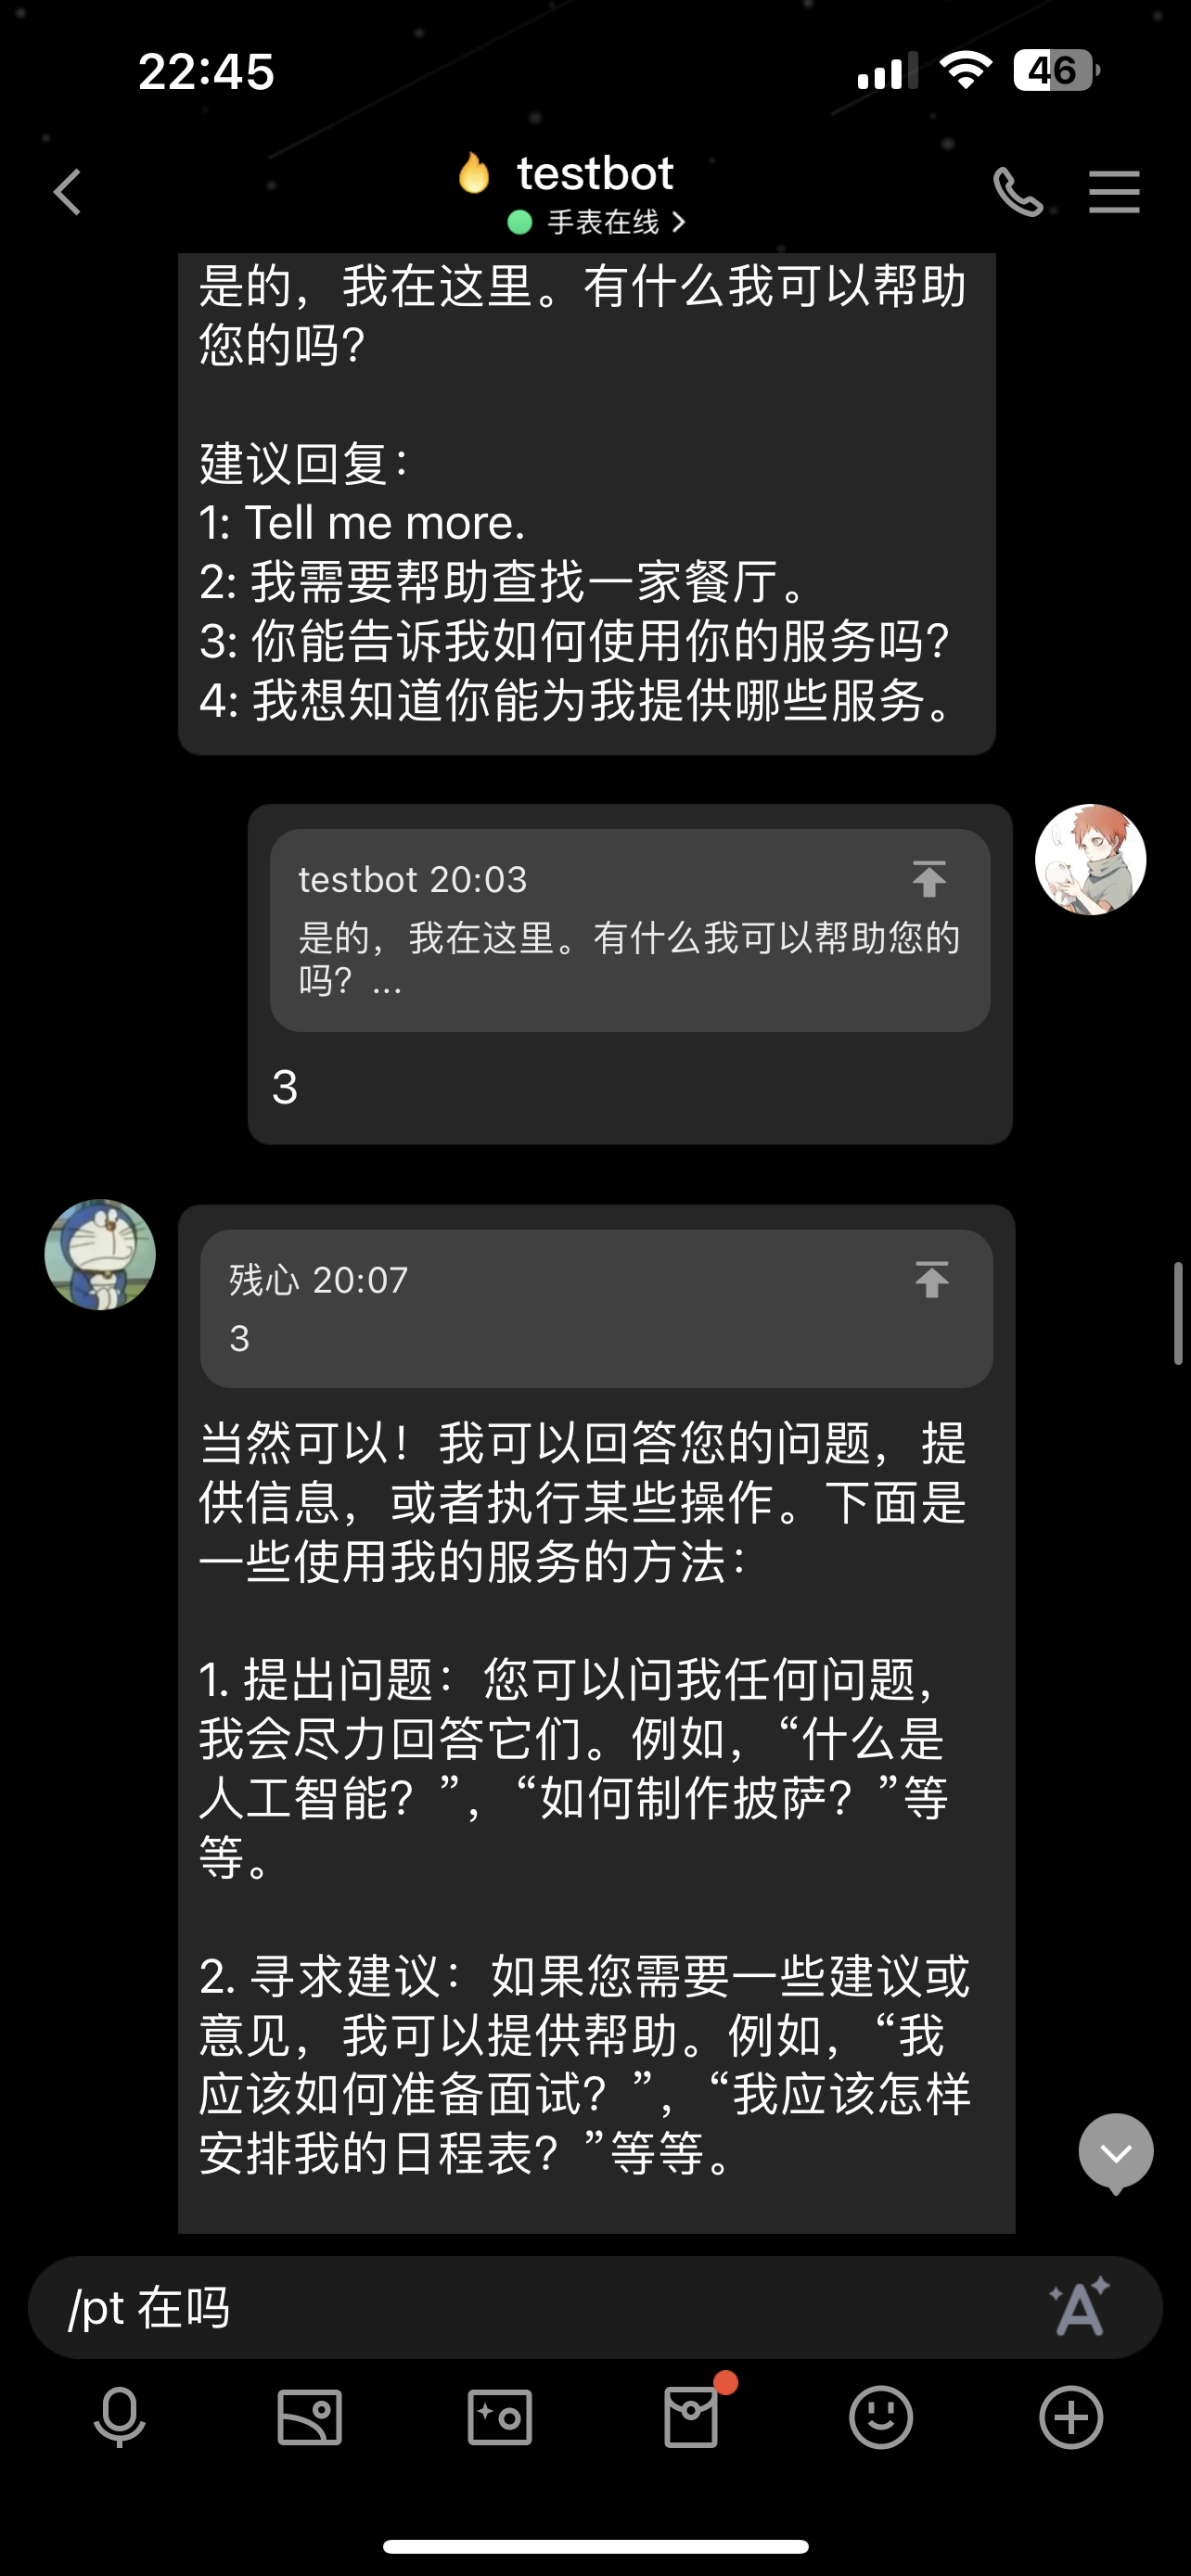 22:45
46
testbot
手表在线
是的，我在这里。有什么我可以帮助
您的吗？
建议回复：
1: Tell me more.
2: 我需要帮助查找一家餐厅。
3: 你能告诉我如何使用你的服务吗？
4: 我想知道你能为我提供哪些服务。
testbot 20:03
是的，我在这里。有什么我可以帮助您的
吗？...
3
残心 20:07
3
当然可以！我可以回答您的问题，提
供信息，或者执行某些操作。下面是
一些使用我的服务的方法：
1. 提出问题：您可以问我任何问题，
我会尽力回答它们。例如，“什么是
人工智能？”，“如何制作披萨？”等
等。
2. 寻求建议：如果您需要一些建议或
意见，我可以提供帮助。例如，“我
应该如何准备面试？”，“我应该怎样
安排我的日程表？”等等。
/pt 在吗